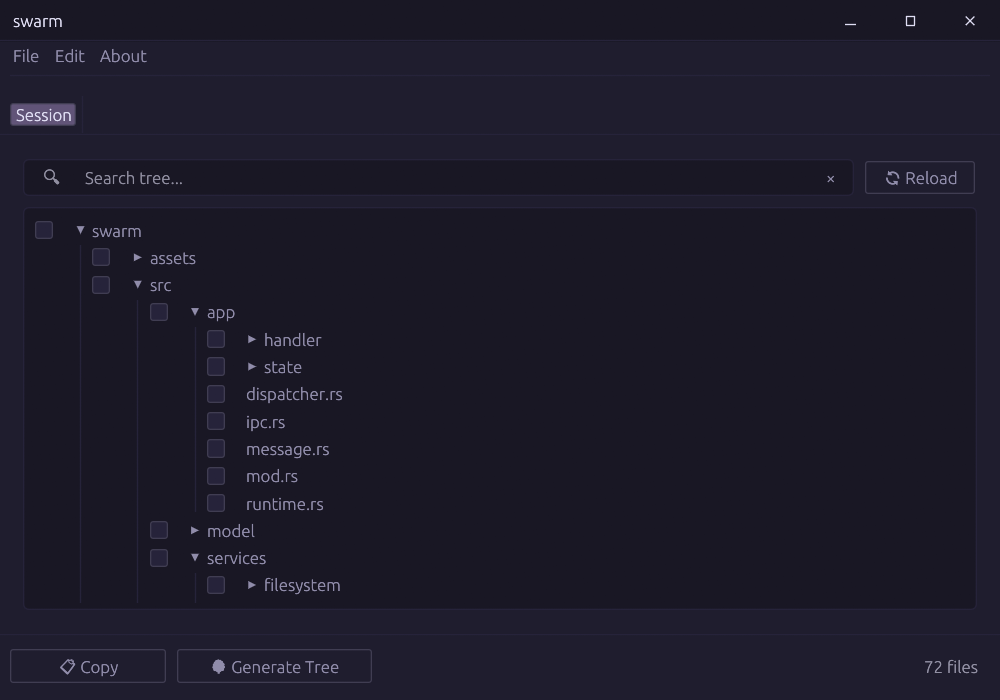 swarm
File Edit About
Session
Search tree... × Reload
swarm
assets
src
app
handler
state
dispatcher.rs
ipc.rs
message.rs
mod.rs
runtime.rs
model
services
filesystem
Copy Generate Tree 72 files